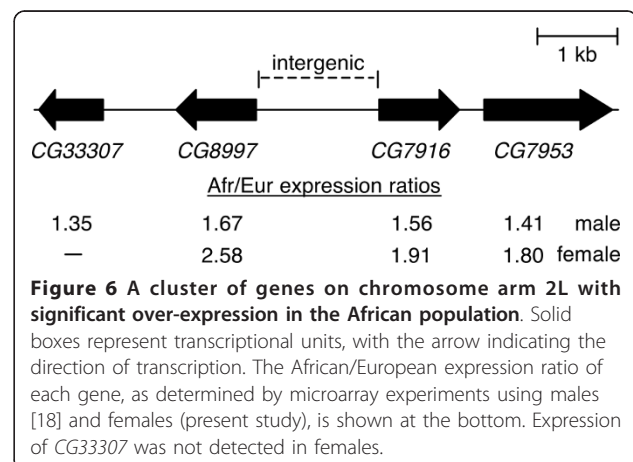 1 kb
intergenic
CG33307 CG8997 CG7916 CG7953
Afr/Eur expression ratios
1.35 1.67 1.56 1.41 male
— 2.58 1.91 1.80 female
Figure 6 A cluster of genes on chromosome arm 2L with
significant over-expression in the African population. Solid
boxes represent transcriptional units, with the arrow indicating the
direction of transcription. The African/European expression ratio of
each gene, as determined by microarray experiments using males
[18] and females (present study), is shown at the bottom. Expression
of CG33307 was not detected in females.